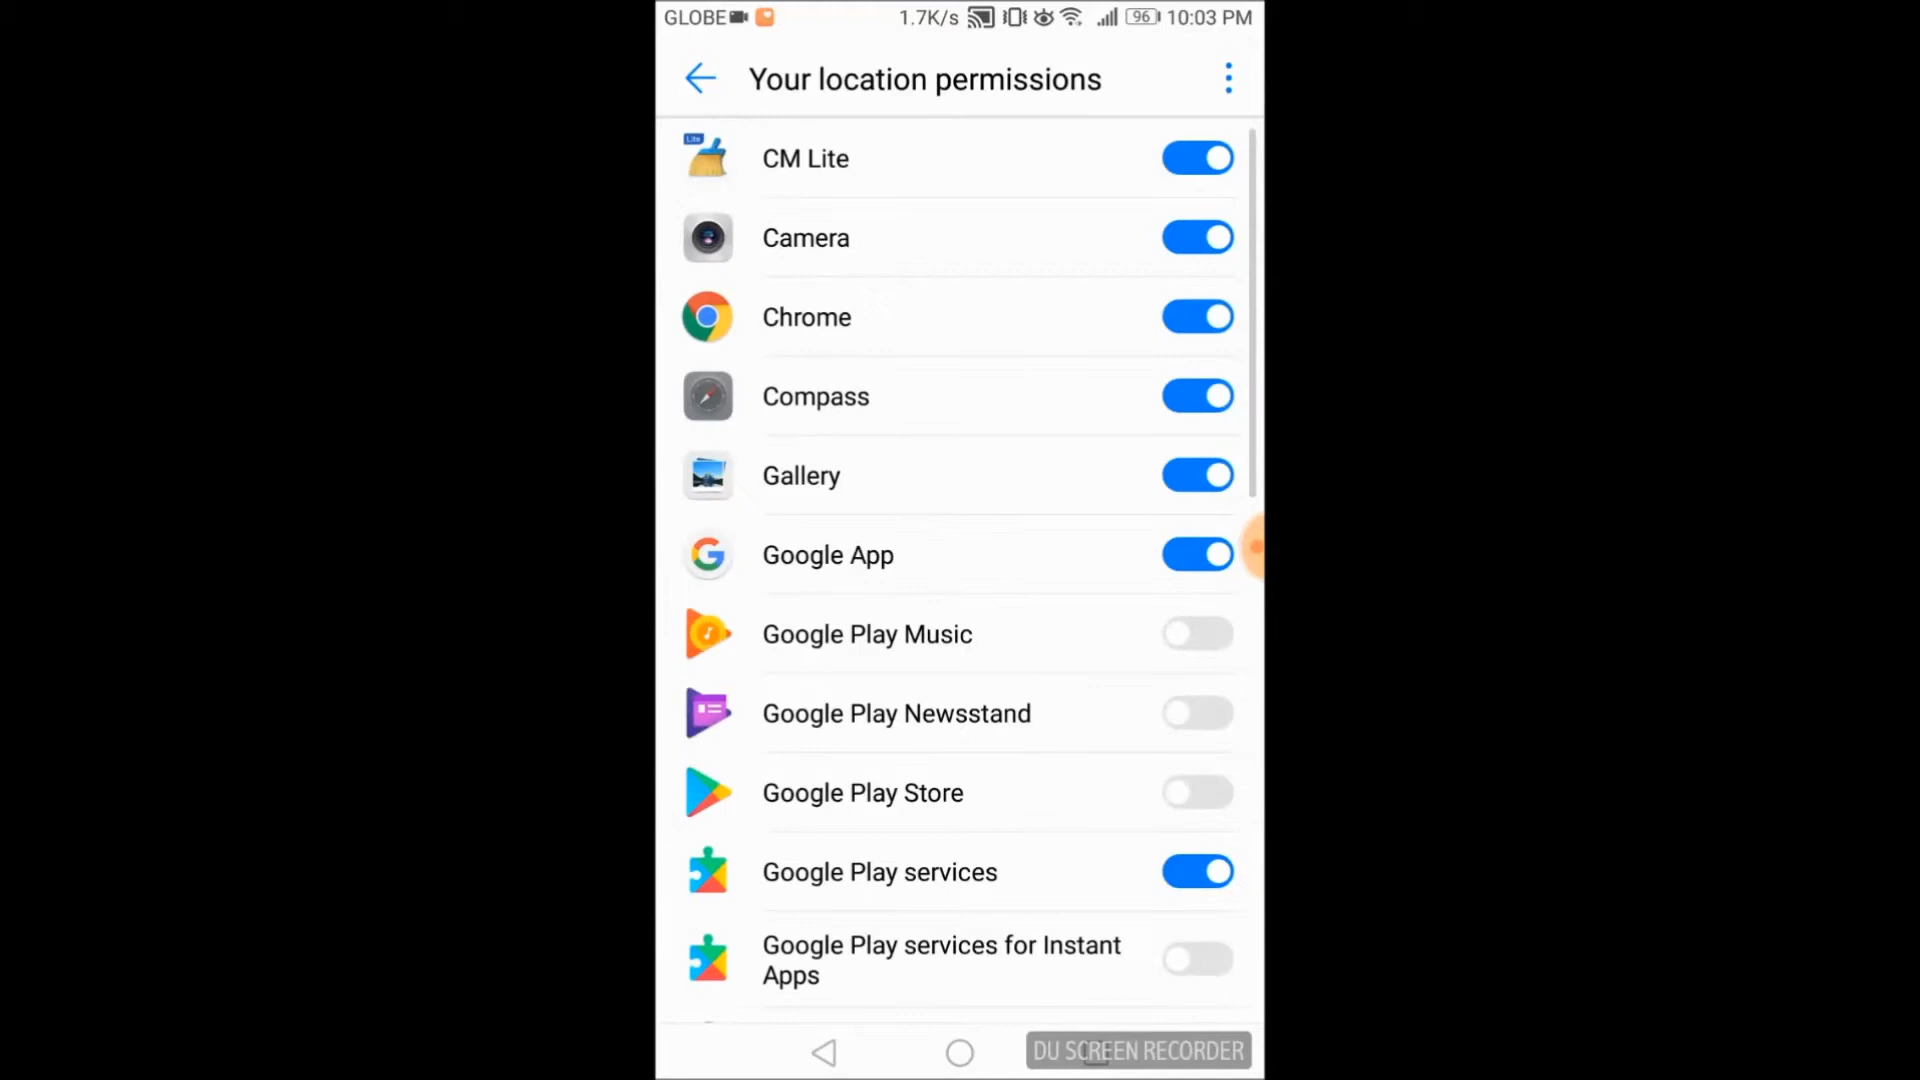 GLOBE 1.7K/s 96 10:03 PM
Your location permissions
Lite
CM Lite
Camera
Chrome
Compass
Gallery
Google App
Google Play Music
Google Play Newsstand
Google Play Store
Google Play services
Google Play services for Instant
Apps
DU SCREEN RECORDER